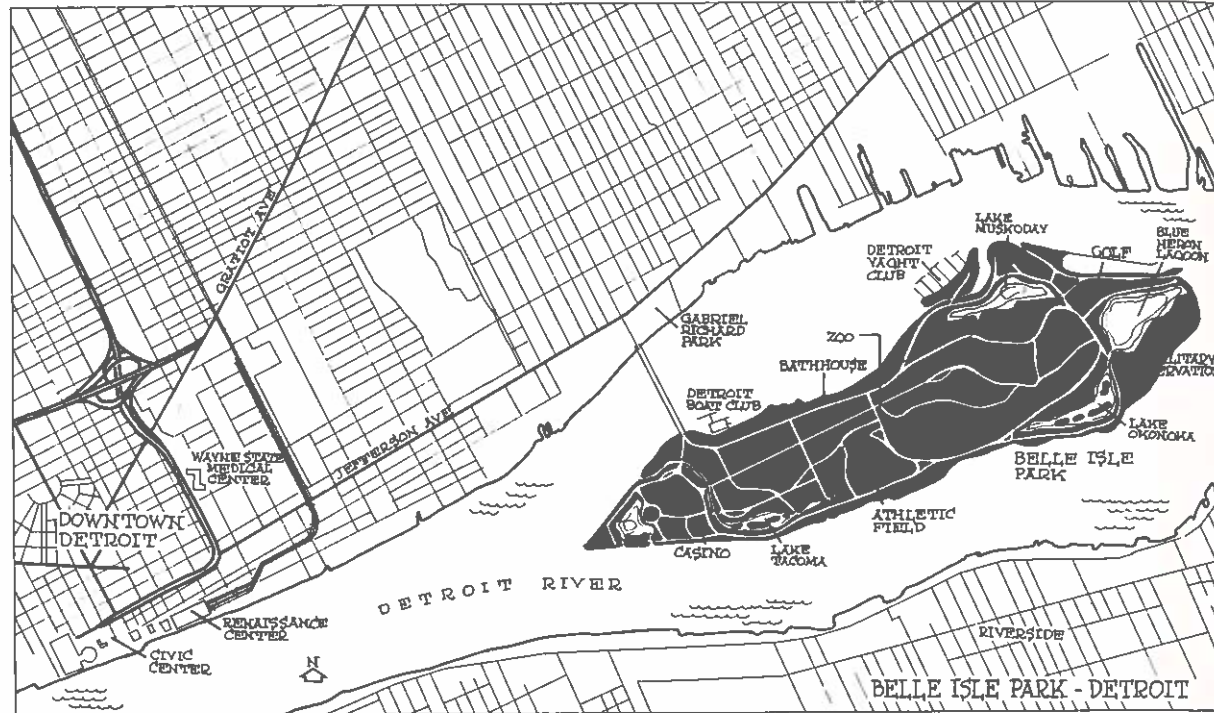 GRATIOT AVE
LAKE
MUSKODAY
BLUE
HERON
LAGOON
GOLF
DETROIT
YACHT
CLUB
GABRIEL
RICHARD
PARK
ZOO
BATHHOUSE
DETROIT
BOAT CLUB
LAKE
OKONOKA
BELLE ISLE
PARK
JEFFERSON AVE
WAYNE STATE
MEDICAL
CENTER
DOWNTOWN
DETROIT
ATHLETIC
FIELD
CASINO
LAKE
TACOMA
DETROIT RIVER
RENAISSANCE
CENTER
CIVIC
CENTER
N
RIVERSIDE
BELLE ISLE PARK - DETROIT